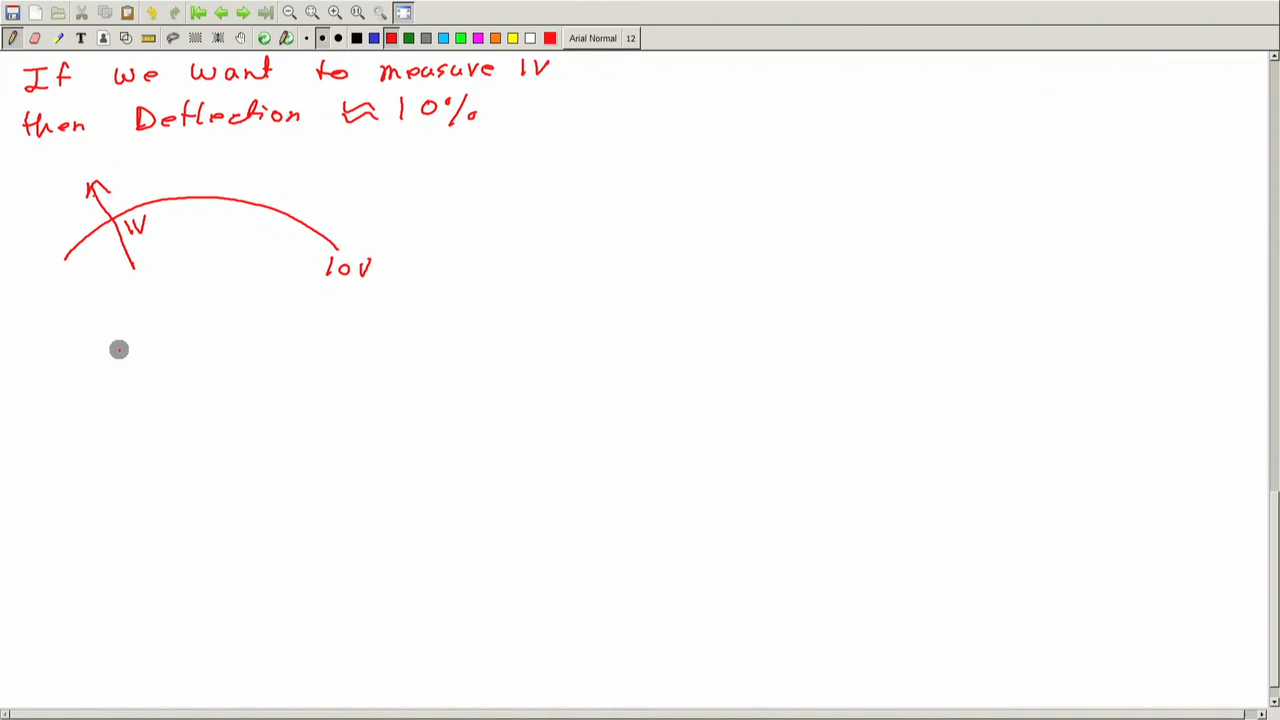 Arial Normal 12
If we want to measure 1V
then Deflection ≈ 10%
1V
10V